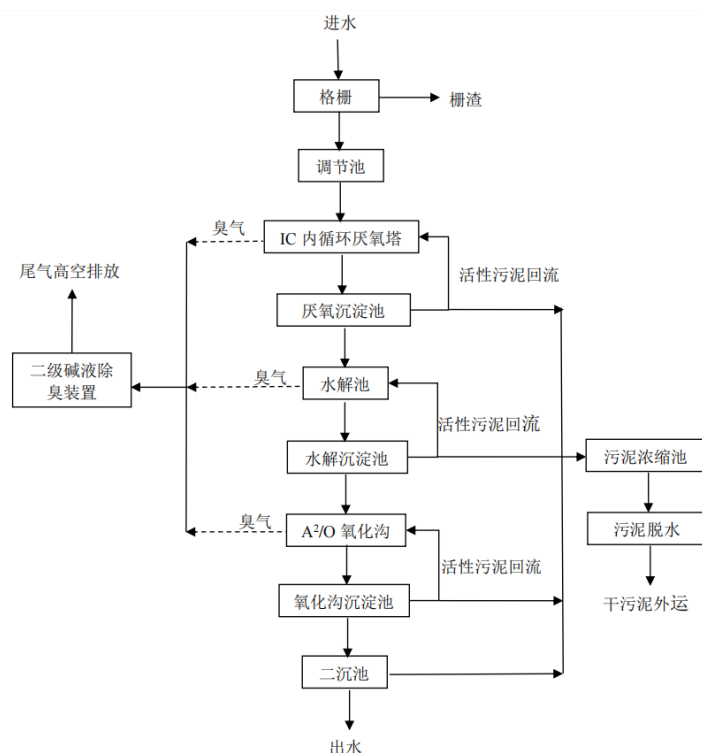 进水
格栅
栅渣
调节池
臭气
IC 内循环厌氧塔
尾气高空排放
活性污泥回流
厌氧沉淀池
二级碱液除
臭装置
臭气
水解池
活性污泥回流
水解沉淀池
污泥浓缩池
臭气
A²/O 氧化沟
污泥脱水
活性污泥回流
氧化沟沉淀池
干污泥外运
二沉池
出水